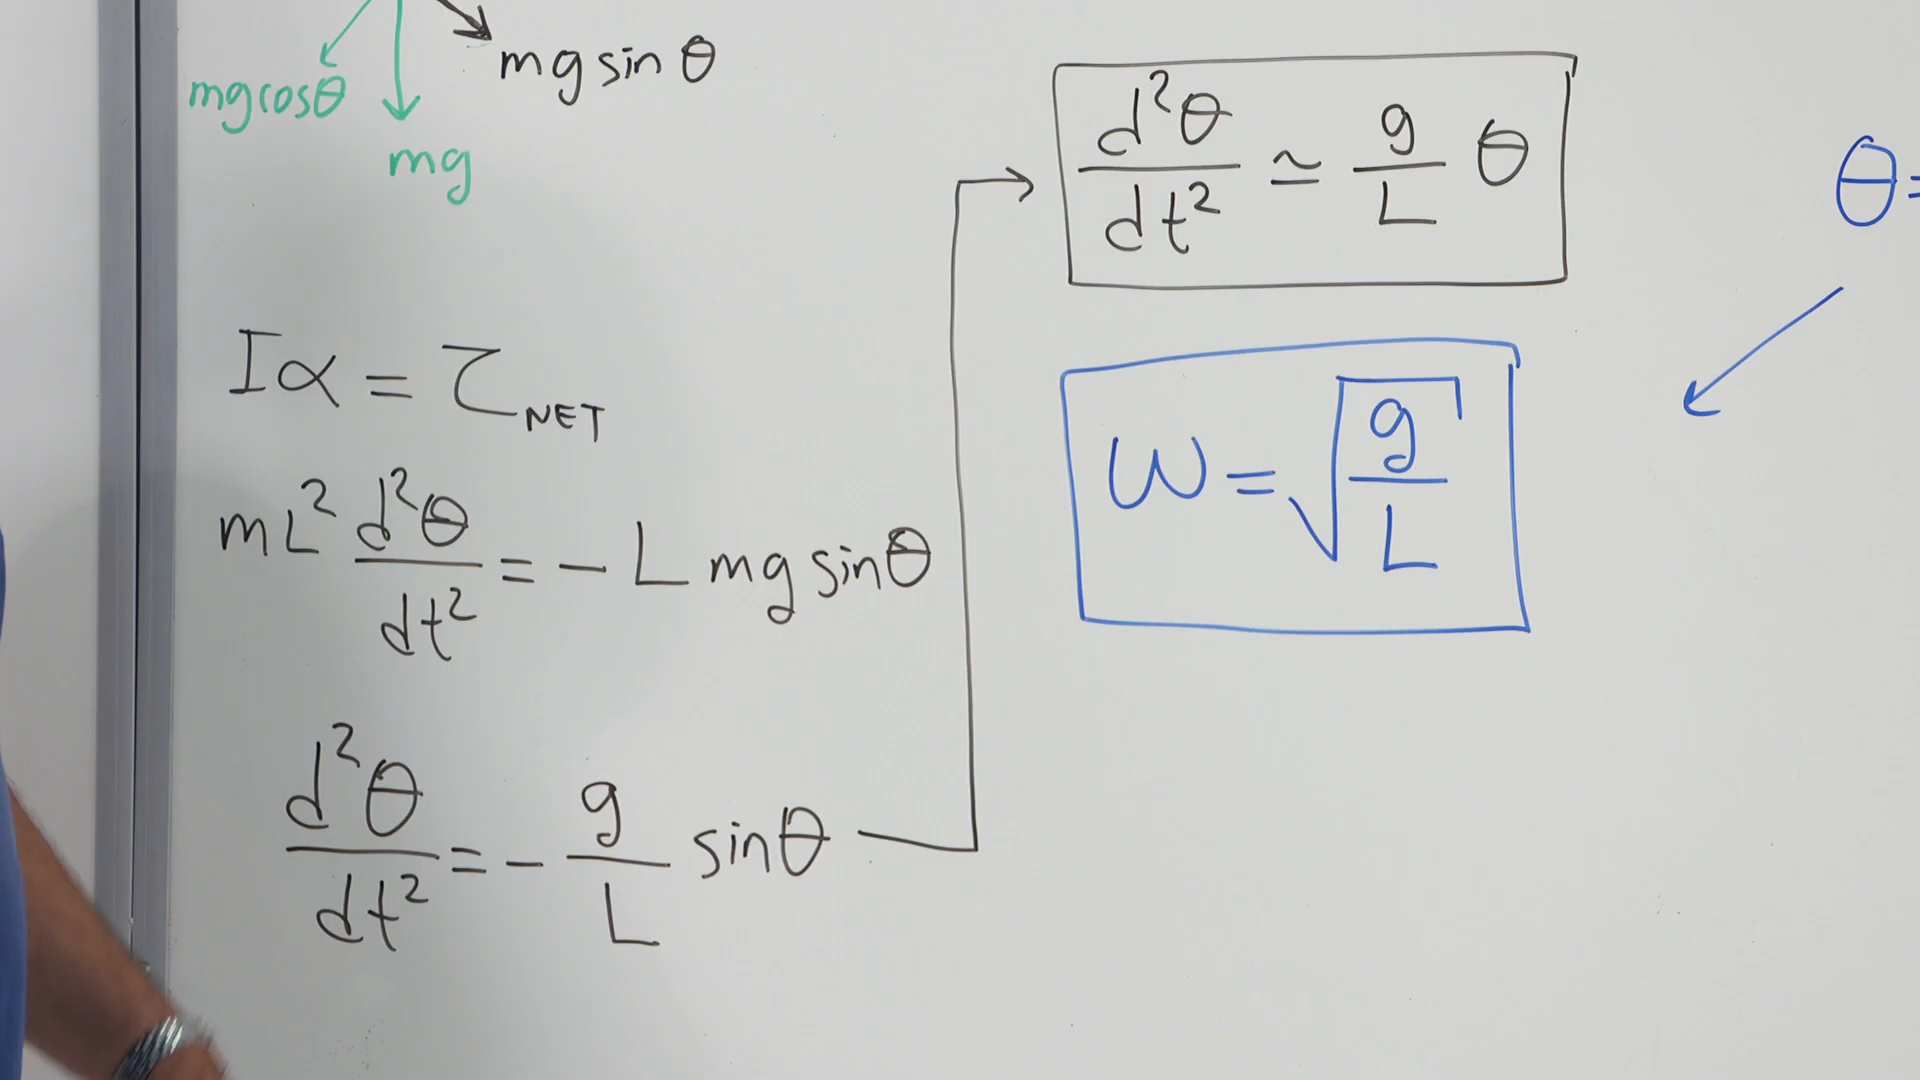 mg sin θ
mg cos θ
mg
Iα = τ_NET
mL² d²θ/dt² = - L mg sin θ
d²θ/dt² = - g/L sin θ
d²θ/dt² ≃ g/L θ
ω = √(g/L)
θ =